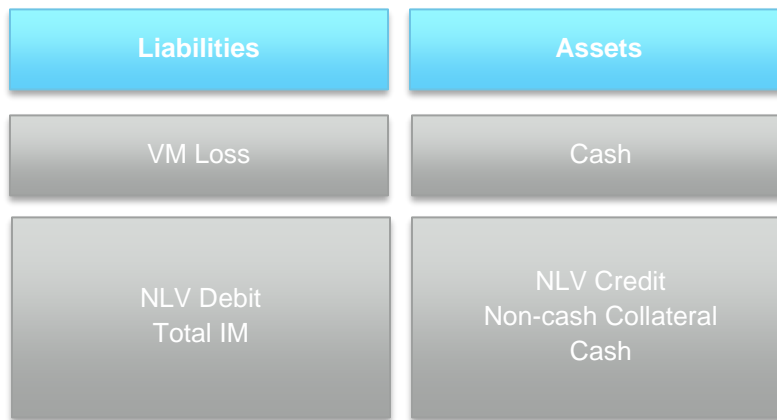 Liabilities
Assets
VM Loss
Cash
NLV Debit
Total IM
NLV Credit
Non-cash Collateral
Cash